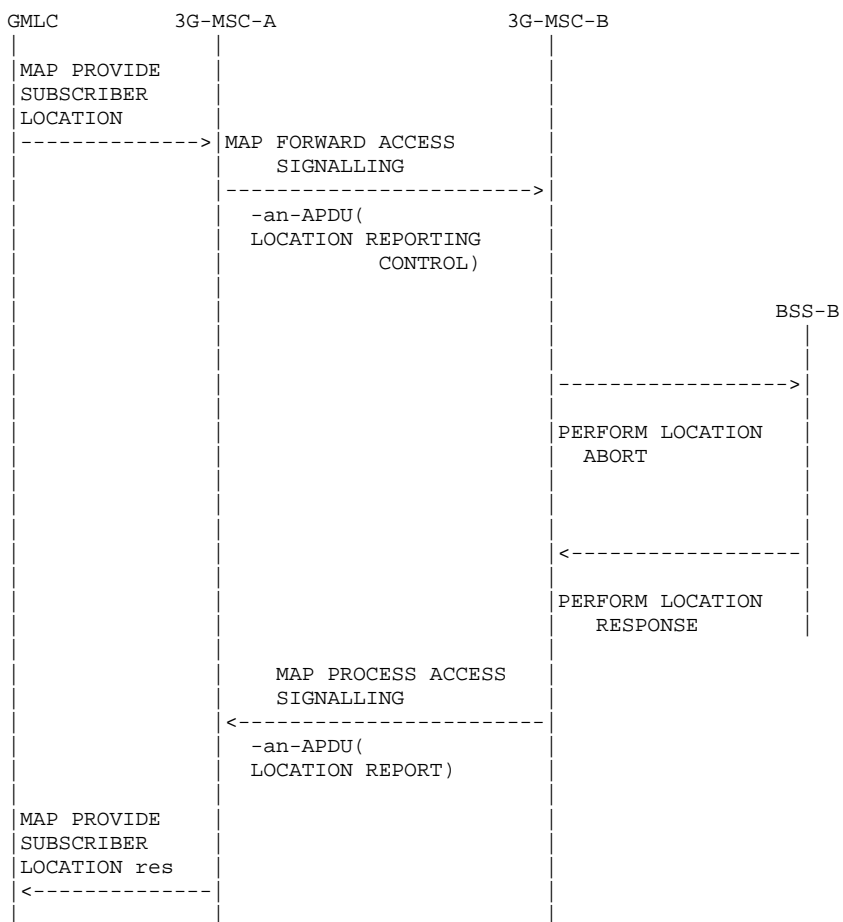 GMLC 3G-MSC-A 3G-MSC-B
MAP PROVIDE
SUBSCRIBER
LOCATION
MAP FORWARD ACCESS
SIGNALLING
-an-APDU(
LOCATION REPORTING
CONTROL)
BSS-B
PERFORM LOCATION
ABORT
PERFORM LOCATION
RESPONSE
MAP PROCESS ACCESS
SIGNALLING
-an-APDU(
LOCATION REPORT)
MAP PROVIDE
SUBSCRIBER
LOCATION res